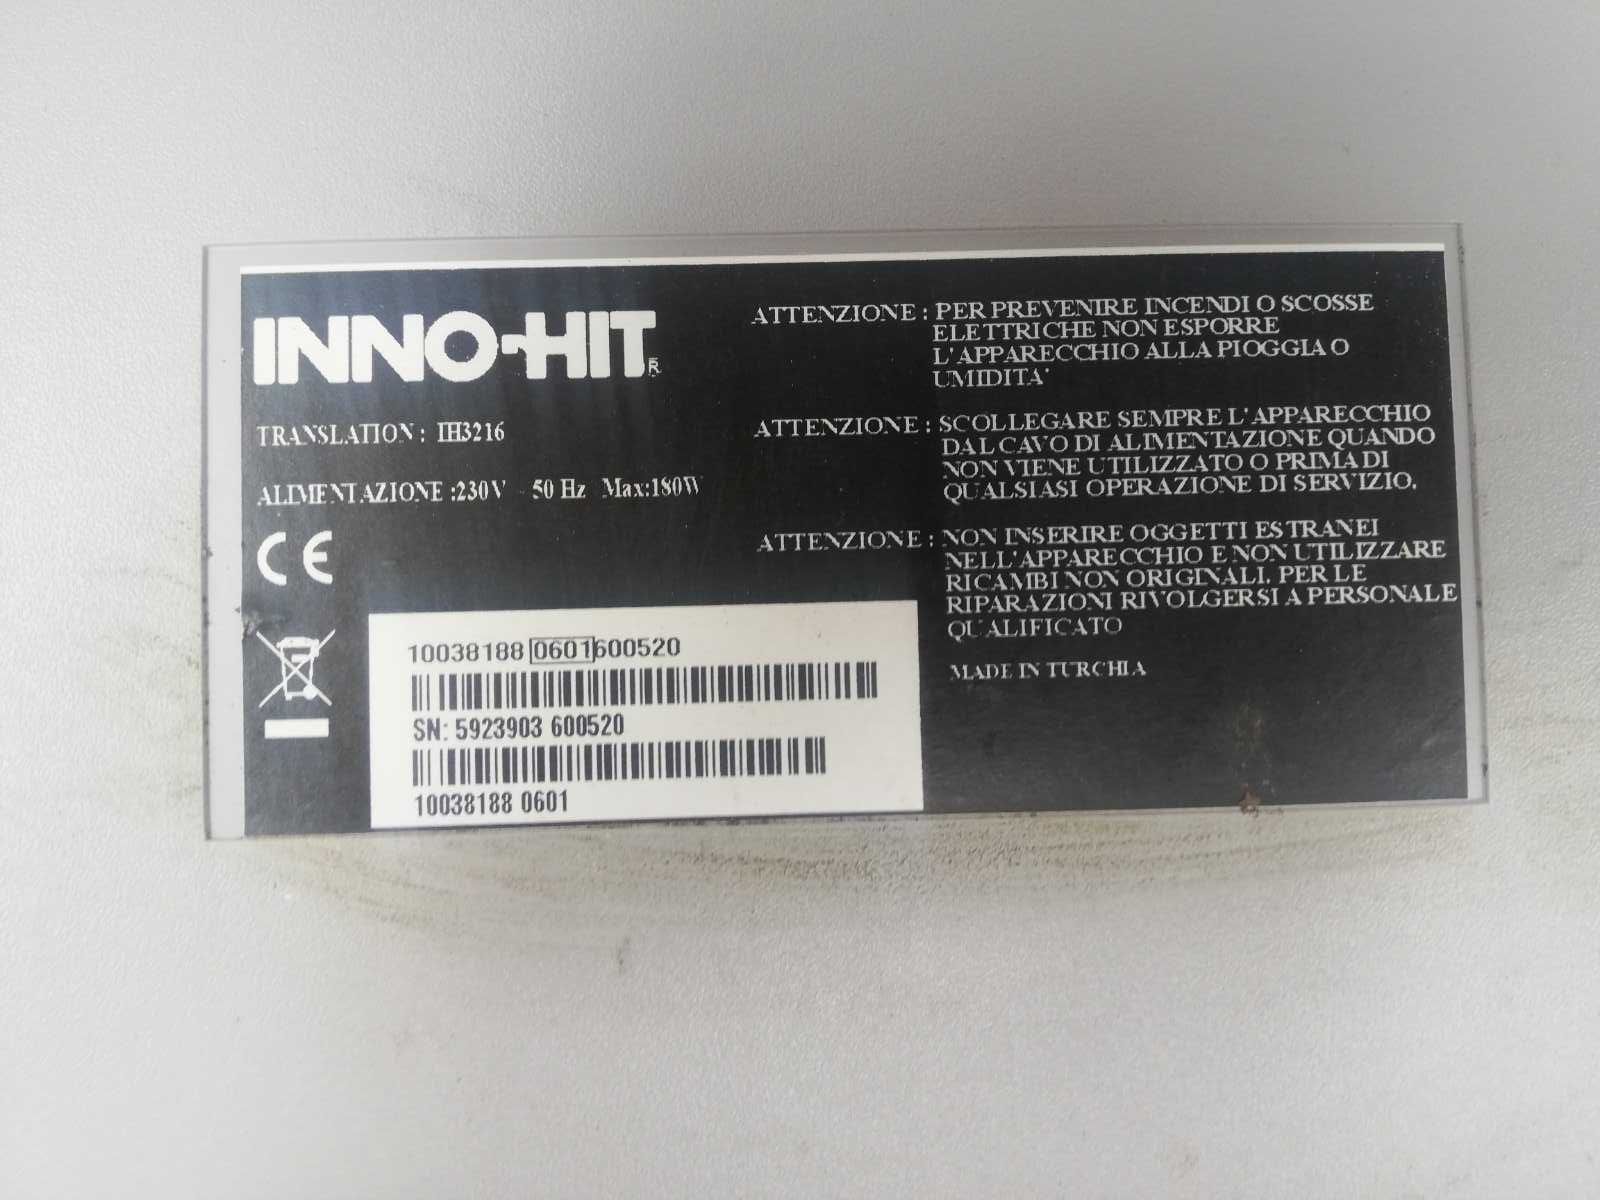 INNO-HIT®
TRANSLATION : IH3216
ALIMENTAZIONE :230V ~ 50 Hz Max:180W
CE
10038188 0601 600520
SN: 5923903 600520
10038188 0601
ATTENZIONE : PER PREVENIRE INCENDI O SCOSSE
ELETTRICHE NON ESPORRE
L'APPARECCHIO ALLA PIOGGIA O
UMIDITA'
ATTENZIONE : SCOLLEGARE SEMPRE L'APPARECCHIO
DAL CAVO DI ALIMENTAZIONE QUANDO
NON VIENE UTILIZZATO O PRIMA DI
QUALSIASI OPERAZIONE DI SERVIZIO.
ATTENZIONE : NON INSERIRE OGGETTI ESTRANEI
NELL'APPARECCHIO E NON UTILIZZARE
RICAMBI NON ORIGINALI. PER LE
RIPARAZIONI RIVOLGERSI A PERSONALE
QUALIFICATO
MADE IN TURCHIA